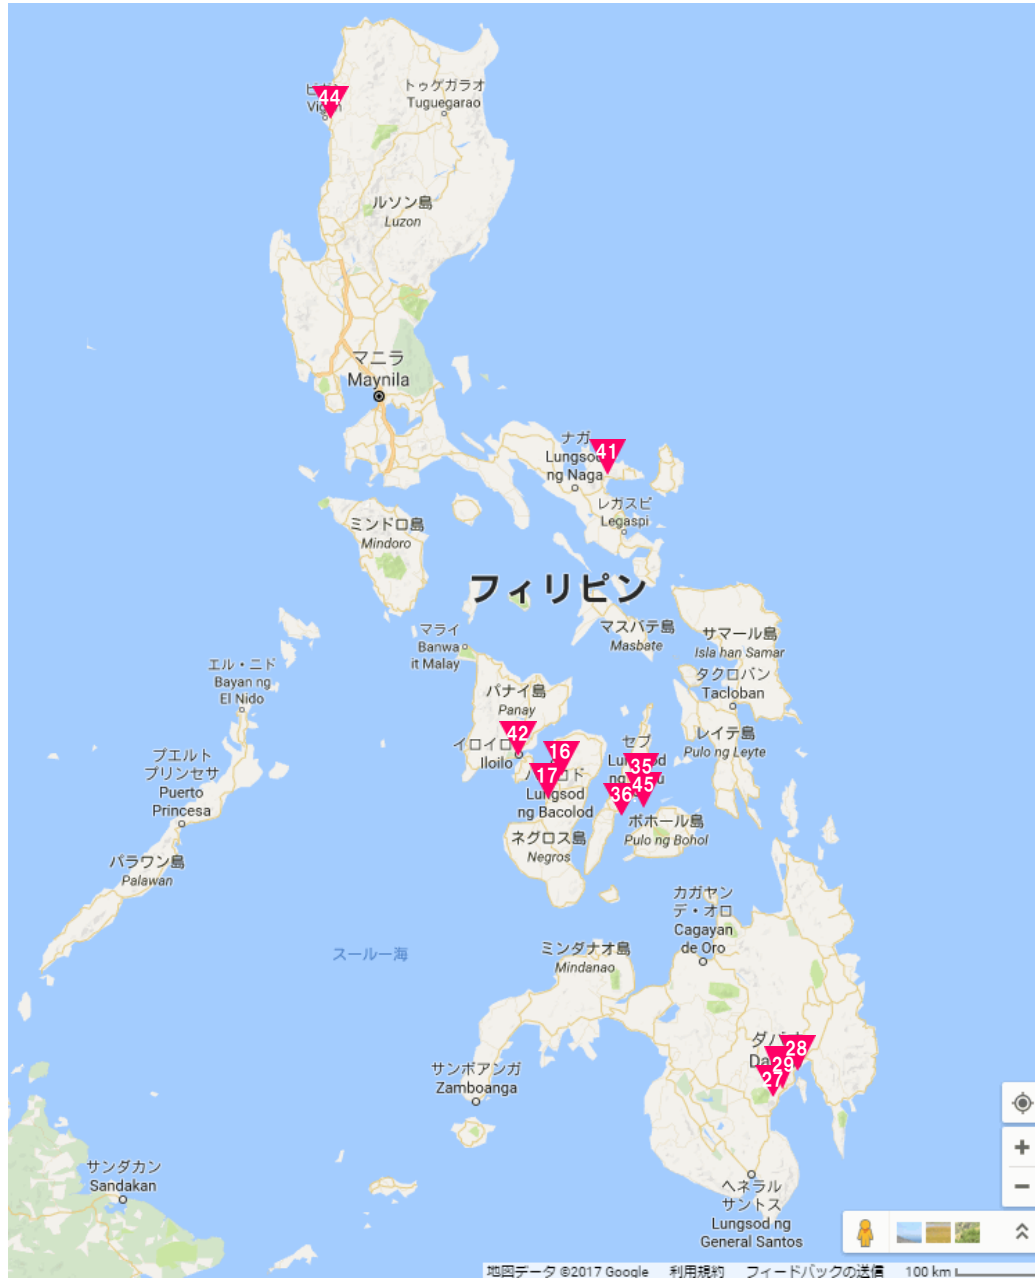 44
トゥゲガラオ
Tuguegarao
ルソン島
Luzon
マニラ
Maynila
ナガ
41
ng Naga
レガスピ
Legaspi
ミンドロ島
Mindoro
フィリピン
マスバテ島
Masbate
サマール島
Isla han Samar
マライ
Banwa
it Malay
タクロバン
Tacloban
エル・ニド
Bayan ng
El Nido
パナイ島
Panay
レイテ島
Pulo ng Leyte
42
イロイロ
Iloilo
16
セブ
35
プエルト
プリンセサ
Puerto
Princesa
17
Lungsod
ng Bacolod
45
36
ボホール島
Pulo ng Bohol
ネグロス島
Negros
パラワン島
Palawan
カガヤン
デ・オロ
Cagayan
de Oro
スールー海
ミンダナオ島
Mindanao
28
29
27
サンボアンガ
Zamboanga
サンダカン
Sandakan
ヘネラル
サントス
Lungsod ng
General Santos
地図データ ©2017 Google 利用規約 フィードバックの送信 100 km